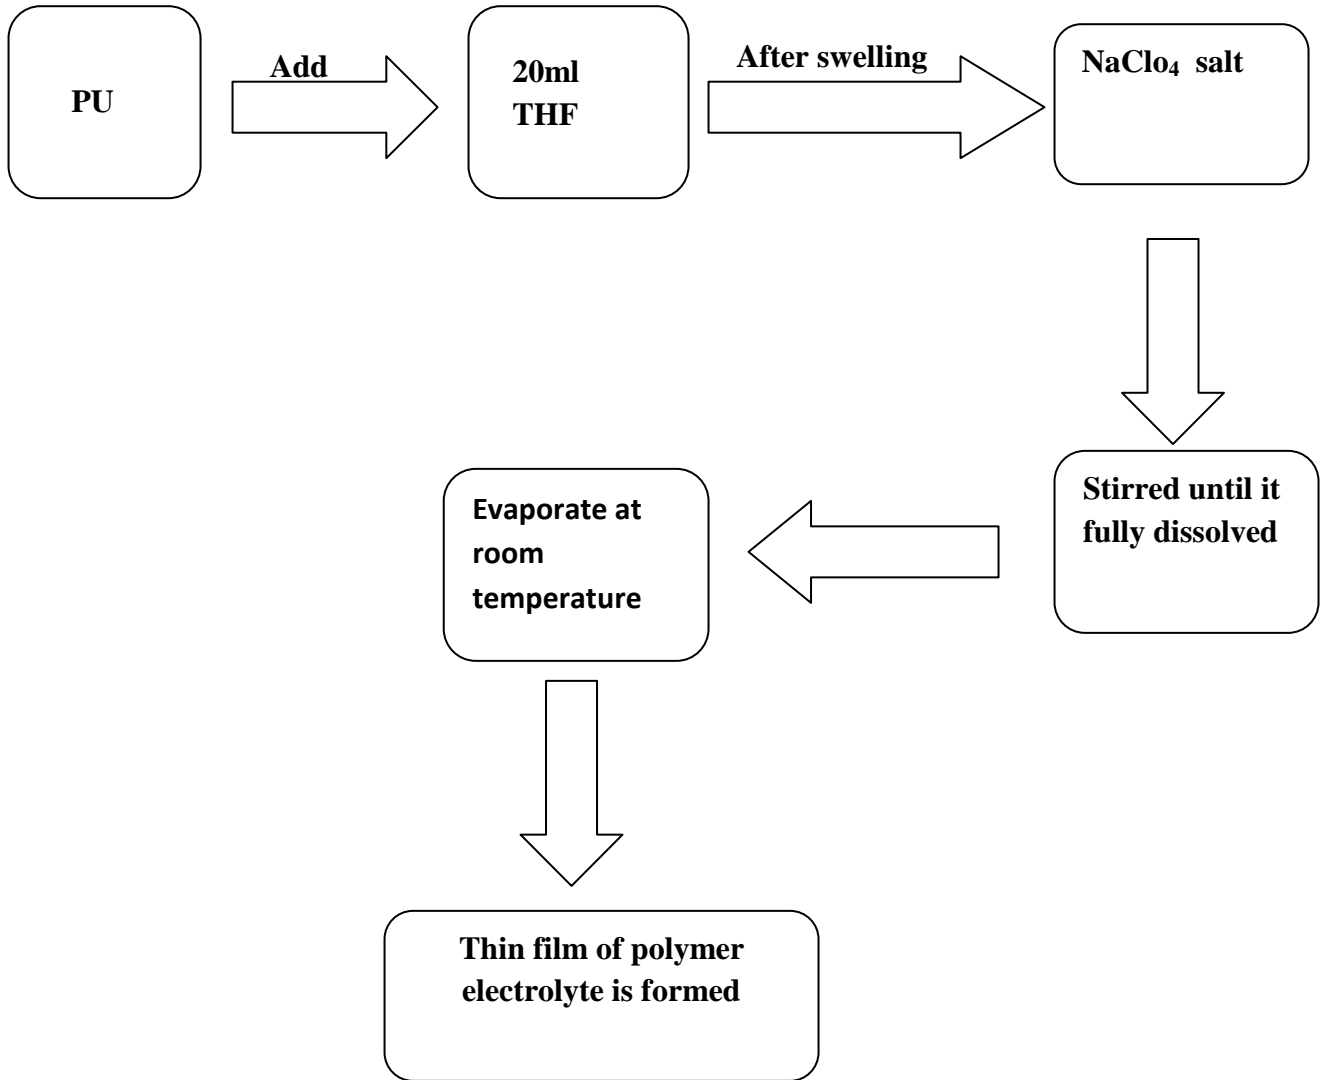 PU
Add
20ml
THF
After swelling
NaClo₄ salt
Stirred until it
fully dissolved
Evaporate at
room
temperature
Thin film of polymer
electrolyte is formed